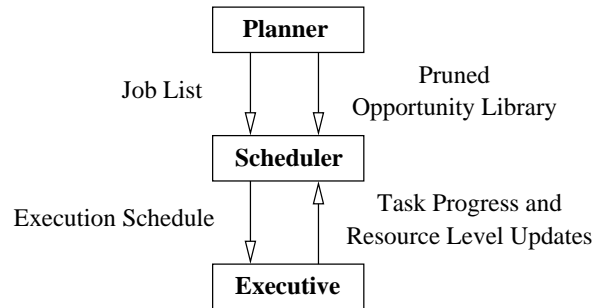 Planner
Job List
Pruned
Opportunity Library
Scheduler
Execution Schedule
Task Progress and
Resource Level Updates
Executive